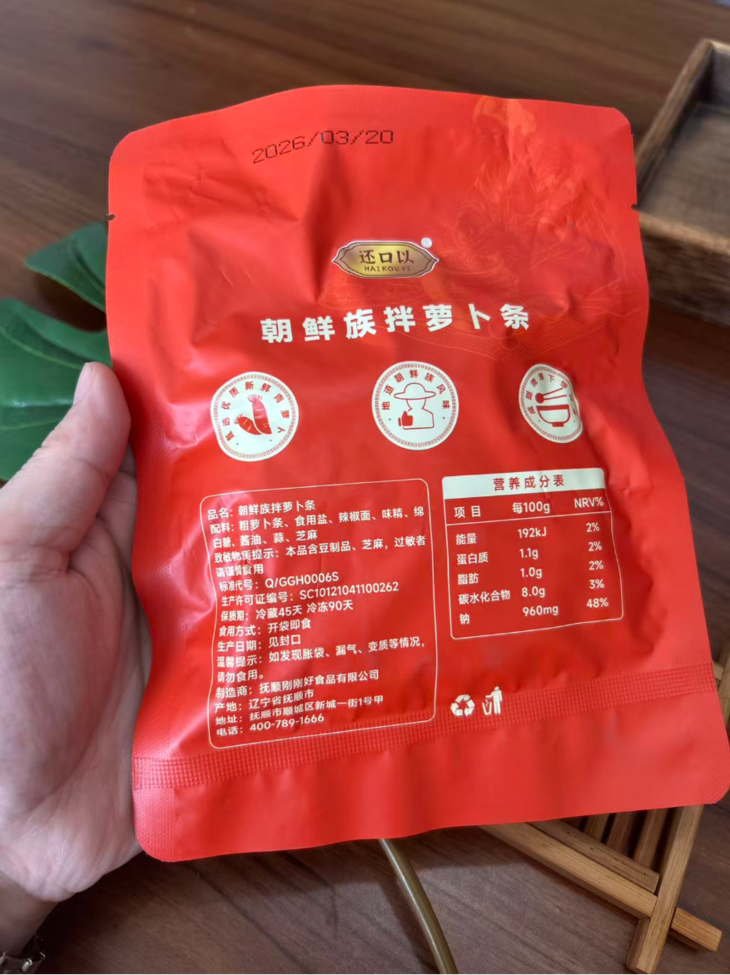 2026/03/20
还口以
HAIKOUYI
朝鲜族拌萝卜条
地道朝鲜族风味
品名：朝鲜族拌萝卜条
配料：粗萝卜条、食用盐、辣椒面、味精、绵
白糖、酱油、蒜、芝麻
致敏物质提示：本品含豆制品、芝麻，过敏者
请谨慎食用
标准代号：Q/GGH0006S
生产许可证编号：SC10121041100262
保质期：冷藏45天 冷冻90天
食用方式：开袋即食
生产日期：见封口
温馨提示：如发现胀袋、漏气、变质等情况，
请勿食用。
制造商：抚顺别刚好食品有限公司
产地：辽宁省抚顺市
地址：抚顺市顺城区新城一街1号甲
电话：400-789-1666
营养成分表
项目 每100g NRV%
能量 192kJ 2%
蛋白质 1.1g 2%
脂肪 1.0g 2%
碳水化合物 8.0g 3%
钠 960mg 48%